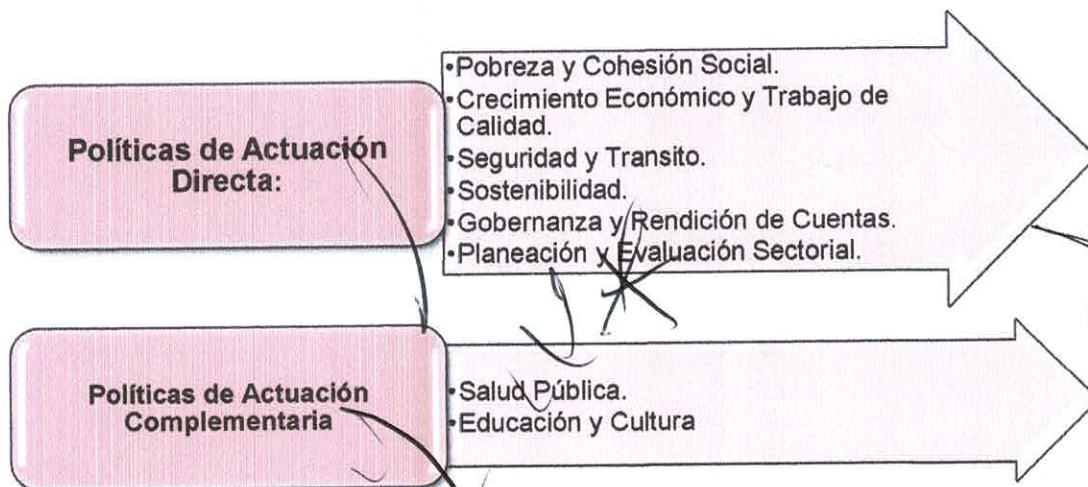 Políticas de Actuación
Directa:
•Pobreza y Cohesión Social.
•Crecimiento Económico y Trabajo de
Calidad.
•Seguridad y Transito.
•Sostenibilidad.
•Gobernanza y Rendición de Cuentas.
•Planeación y Evaluación Sectorial.
Políticas de Actuación
Complementaria
•Salud Pública.
•Educación y Cultura